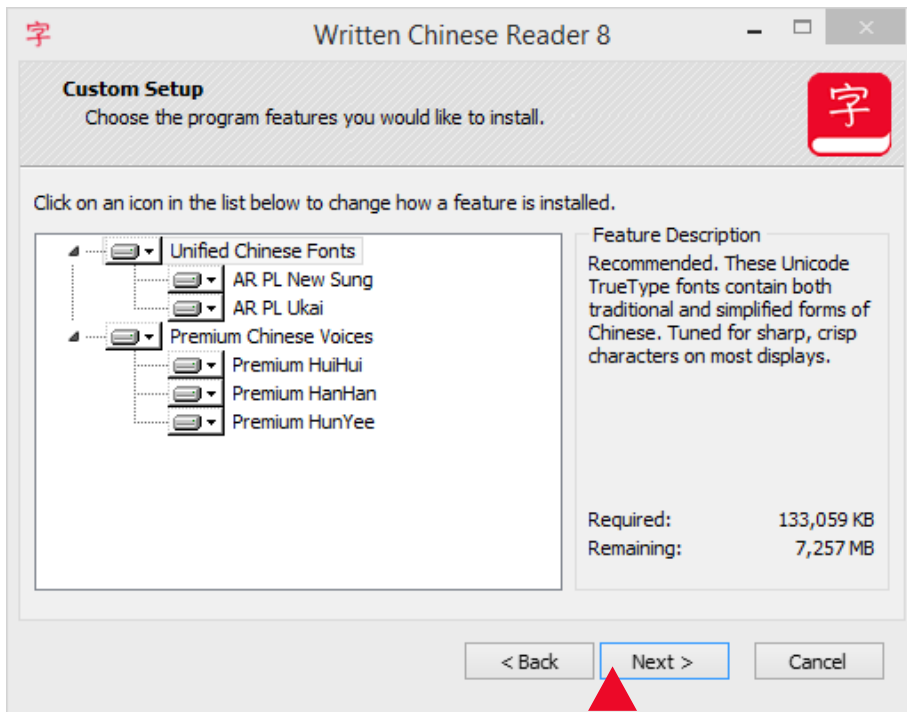 字 Written Chinese Reader 8
Custom Setup
Choose the program features you would like to install.
字
Click on an icon in the list below to change how a feature is installed.
Unified Chinese Fonts
AR PL New Sung
AR PL Ukai
Premium Chinese Voices
Premium HuiHui
Premium HanHan
Premium HunYee
Feature Description
Recommended. These Unicode
TrueType fonts contain both
traditional and simplified forms of
Chinese. Tuned for sharp, crisp
characters on most displays.
Required: 133,059 KB
Remaining: 7,257 MB
< Back Next > Cancel